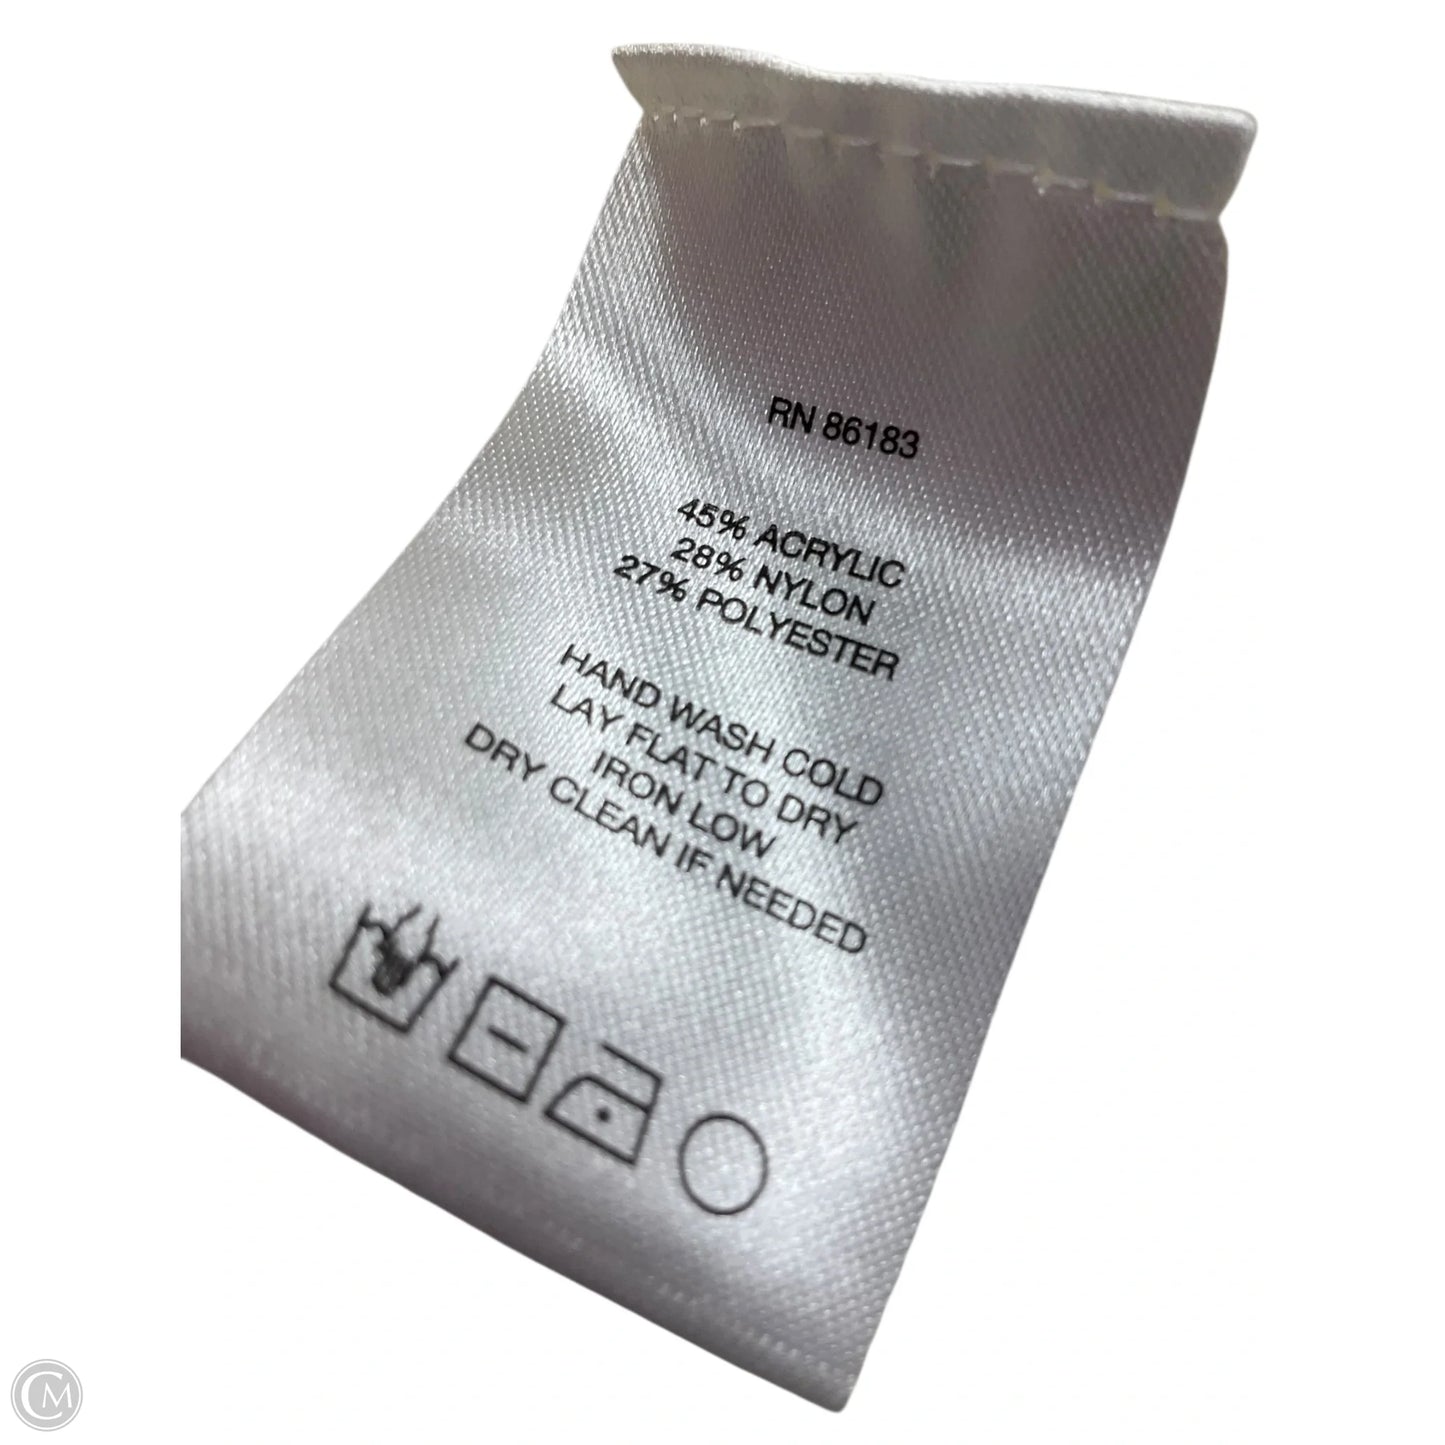 RN 86183
45% ACRYLIC
28% NYLON
27% POLYESTER
HAND WASH COLD
LAY FLAT TO DRY
IRON LOW
DRY CLEAN IF NEEDED
CM